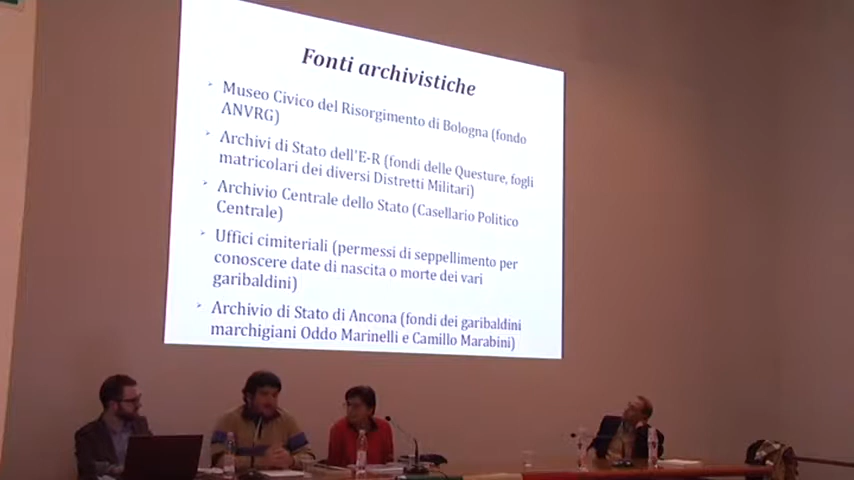 Fonti archivistiche
Museo Civico del Risorgimento di Bologna (fondo
ANVRG)
Archivi di Stato dell'E-R (fondi delle Questure, fogli
matricolari dei diversi Distretti Militari)
Archivio Centrale dello Stato (Casellario Politico
Centrale)
Uffici cimiteriali (permessi di seppellimento per
conoscere date di nascita o morte dei vari
garibaldini)
Archivio di Stato di Ancona (fondi dei garibaldini
marchigiani Oddo Marinelli e Camillo Marabini)